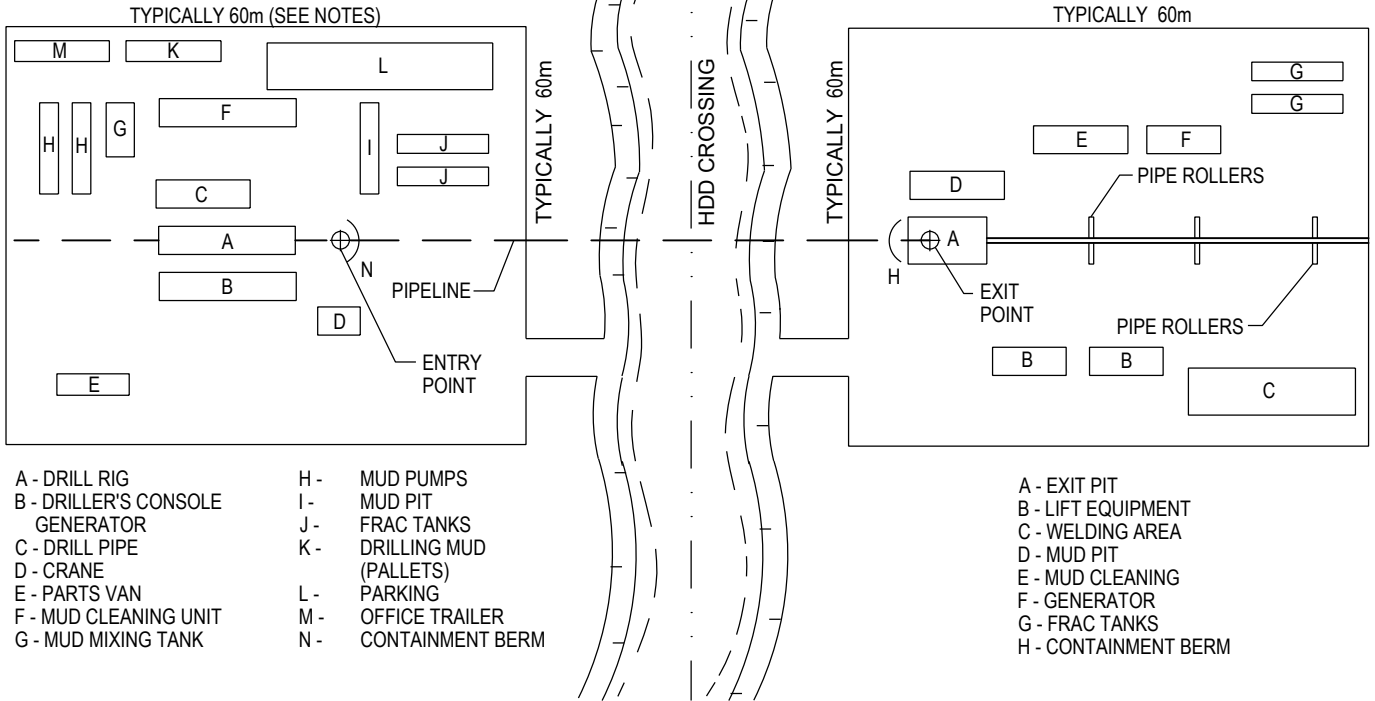 TYPICALLY 60m (SEE NOTES)
M
K
L
F
H
H
G
I
J
J
C
A
N
B
D
E
PIPELINE
ENTRY
POINT
TYPICALLY 60m
HDD CROSSING
TYPICALLY 60m
TYPICALLY 60m
G
G
E
F
D
PIPE ROLLERS
A
H
EXIT
POINT
PIPE ROLLERS
B
B
C
A - DRILL RIG
B - DRILLER'S CONSOLE
GENERATOR
C - DRILL PIPE
D - CRANE
E - PARTS VAN
F - MUD CLEANING UNIT
G - MUD MIXING TANK
H - MUD PUMPS
I - MUD PIT
J - FRAC TANKS
K - DRILLING MUD
(PALLETS)
L - PARKING
M - OFFICE TRAILER
N - CONTAINMENT BERM
A - EXIT PIT
B - LIFT EQUIPMENT
C - WELDING AREA
D - MUD PIT
E - MUD CLEANING
F - GENERATOR
G - FRAC TANKS
H - CONTAINMENT BERM